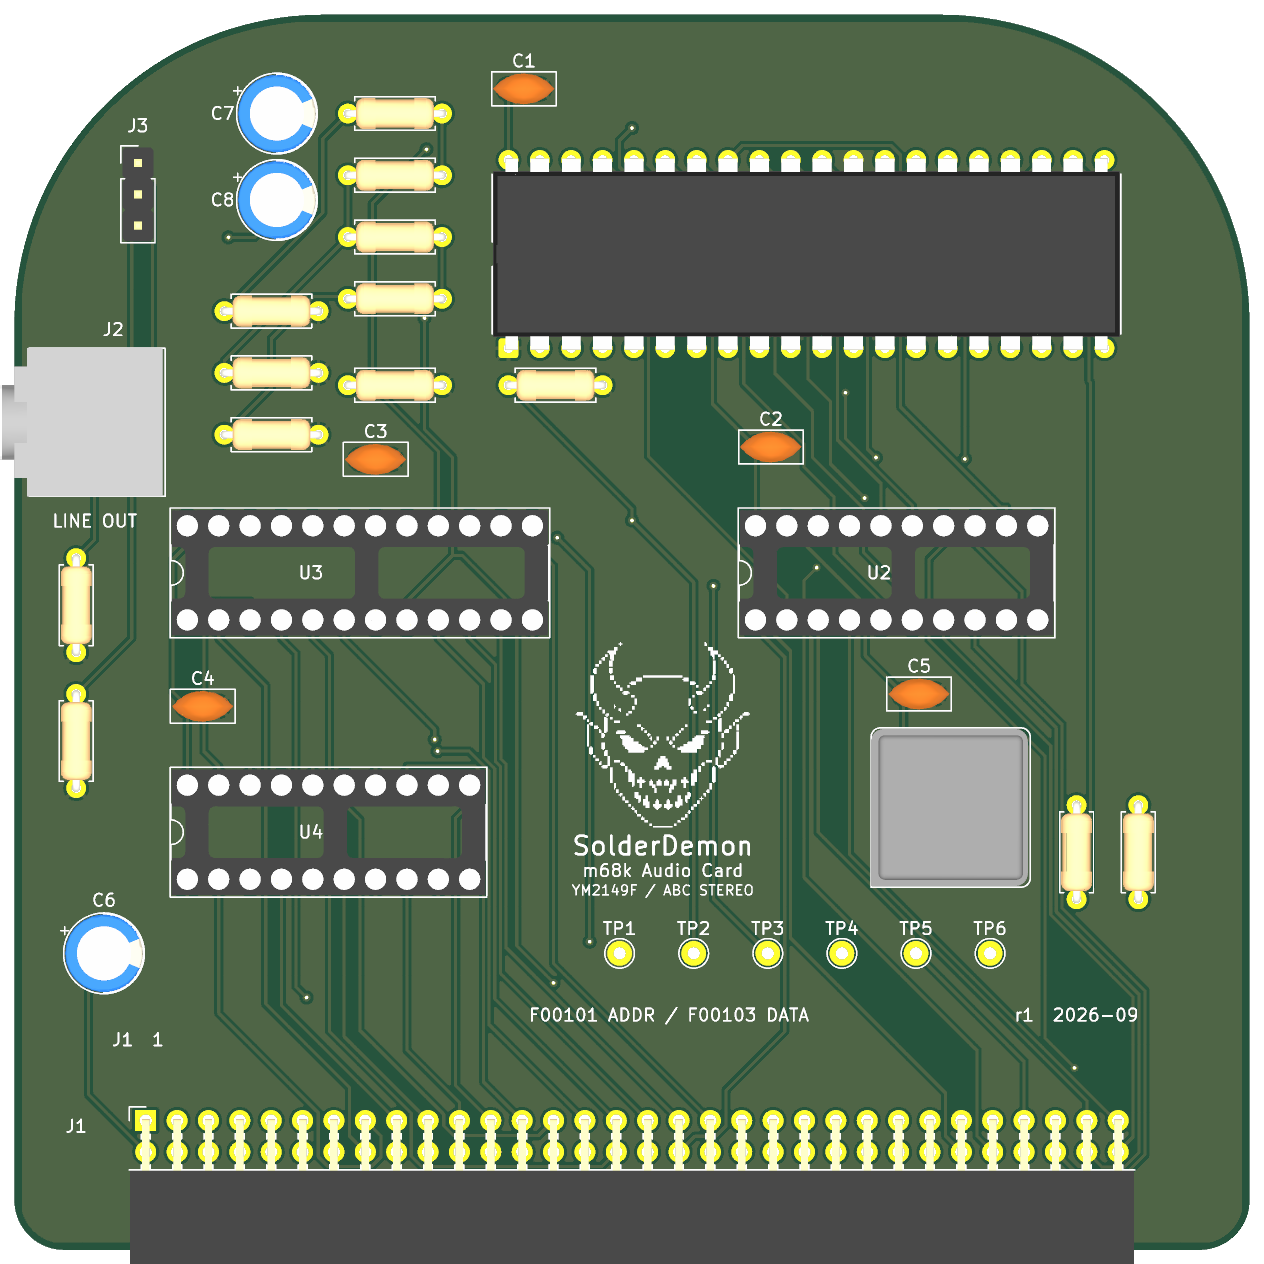 C1
C7
J3
C8
J2
C2
C3
LINE OUT
U3
U2
C5
C4
U4
SolderDemon
m68k Audio Card
YM2149F / ABC STEREO
C6
TP1 TP2 TP3 TP4 TP5 TP6
F00101 ADDR / F00103 DATA
r1 2026-09
J1 1
J1